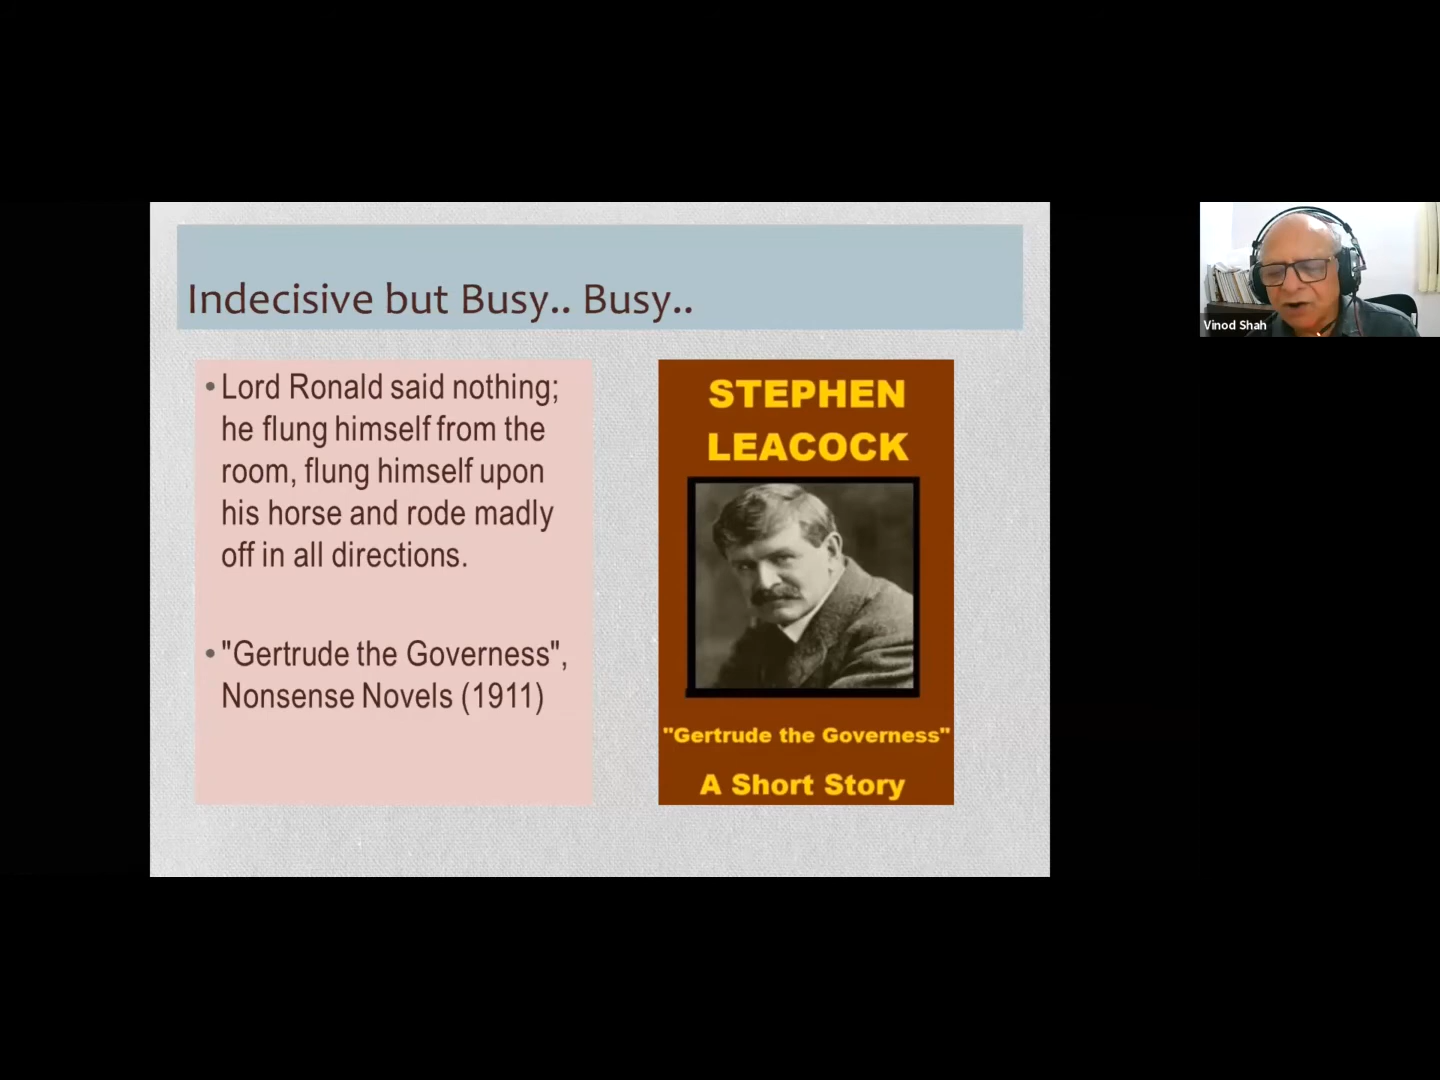 Indecisive but Busy.. Busy..
• Lord Ronald said nothing;
he flung himself from the
room, flung himself upon
his horse and rode madly
off in all directions.
• "Gertrude the Governess",
Nonsense Novels (1911)
STEPHEN
LEACOCK
"Gertrude the Governess"
A Short Story
Vinod Shah